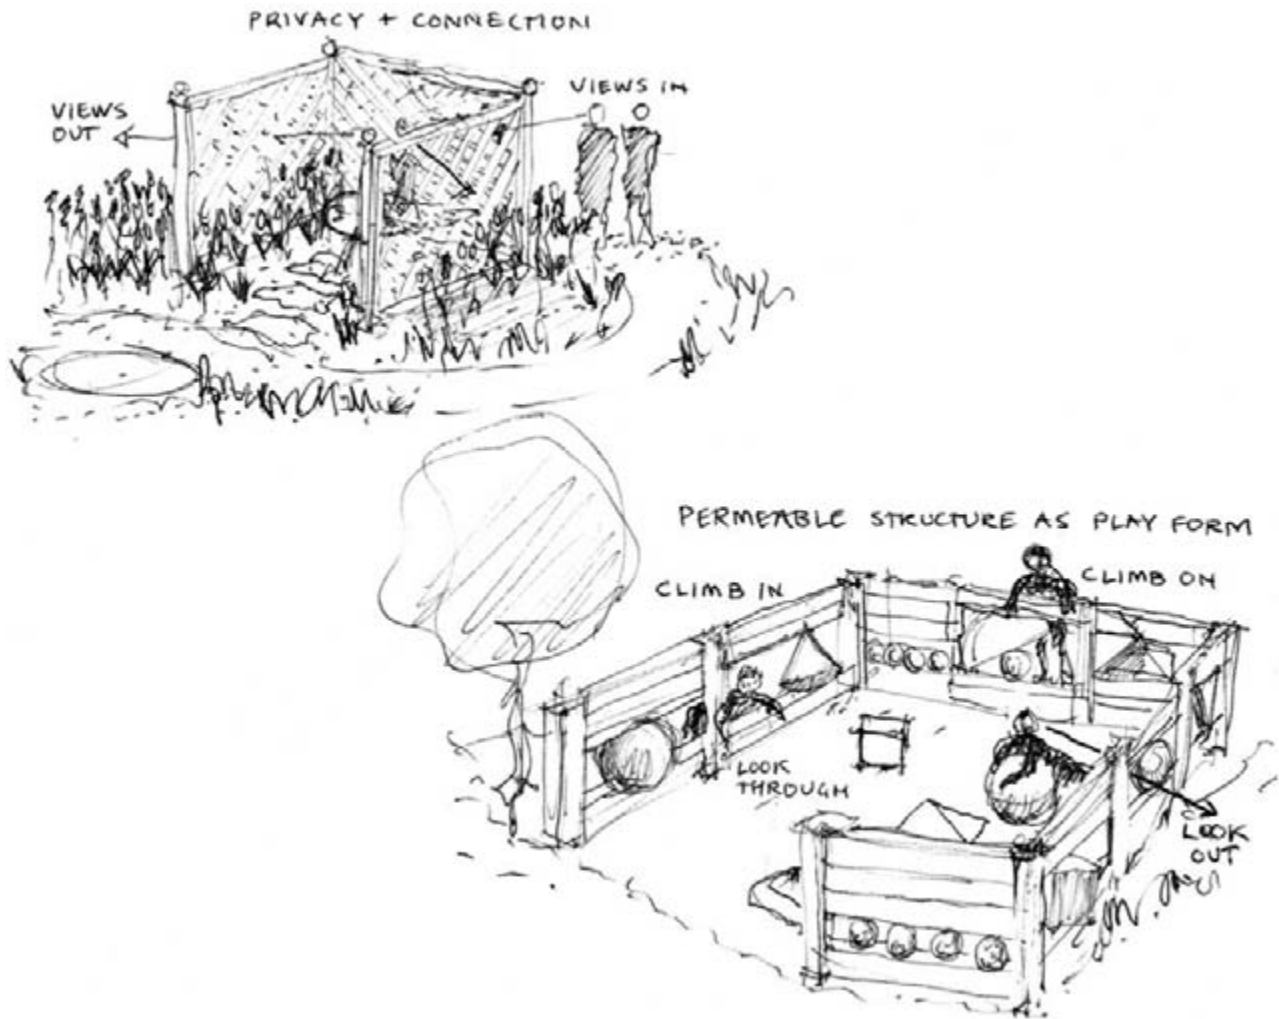 PRIVACY + CONNECTION
VIEWS IN
VIEWS
OUT
PERMEABLE STRUCTURE AS PLAY FORM
CLIMB IN
CLIMB ON
LOOK
THROUGH
LOOK
OUT